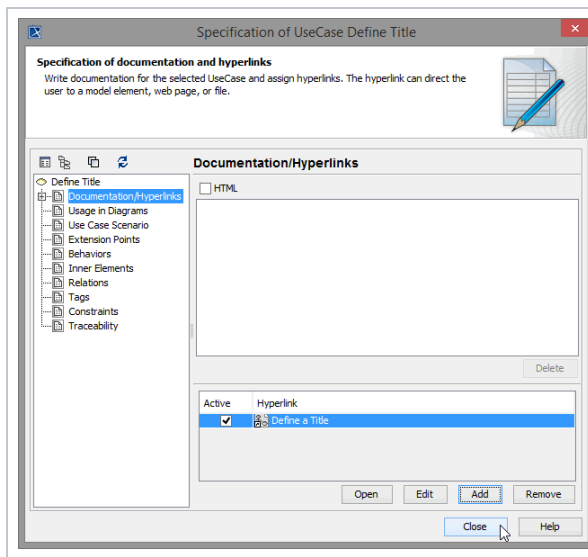 Specification of UseCase Define Title
Specification of documentation and hyperlinks
Write documentation for the selected UseCase and assign hyperlinks. The hyperlink can direct the
user to a model element, web page, or file.
Documentation/Hyperlinks
Define Title
Documentation/Hyperlinks
Usage in Diagrams
Use Case Scenario
Extension Points
Behaviors
Inner Elements
Relations
Tags
Constraints
Traceability
HTML
Delete
Active Hyperlink
Define a Title
Open Edit Add Remove
Close Help